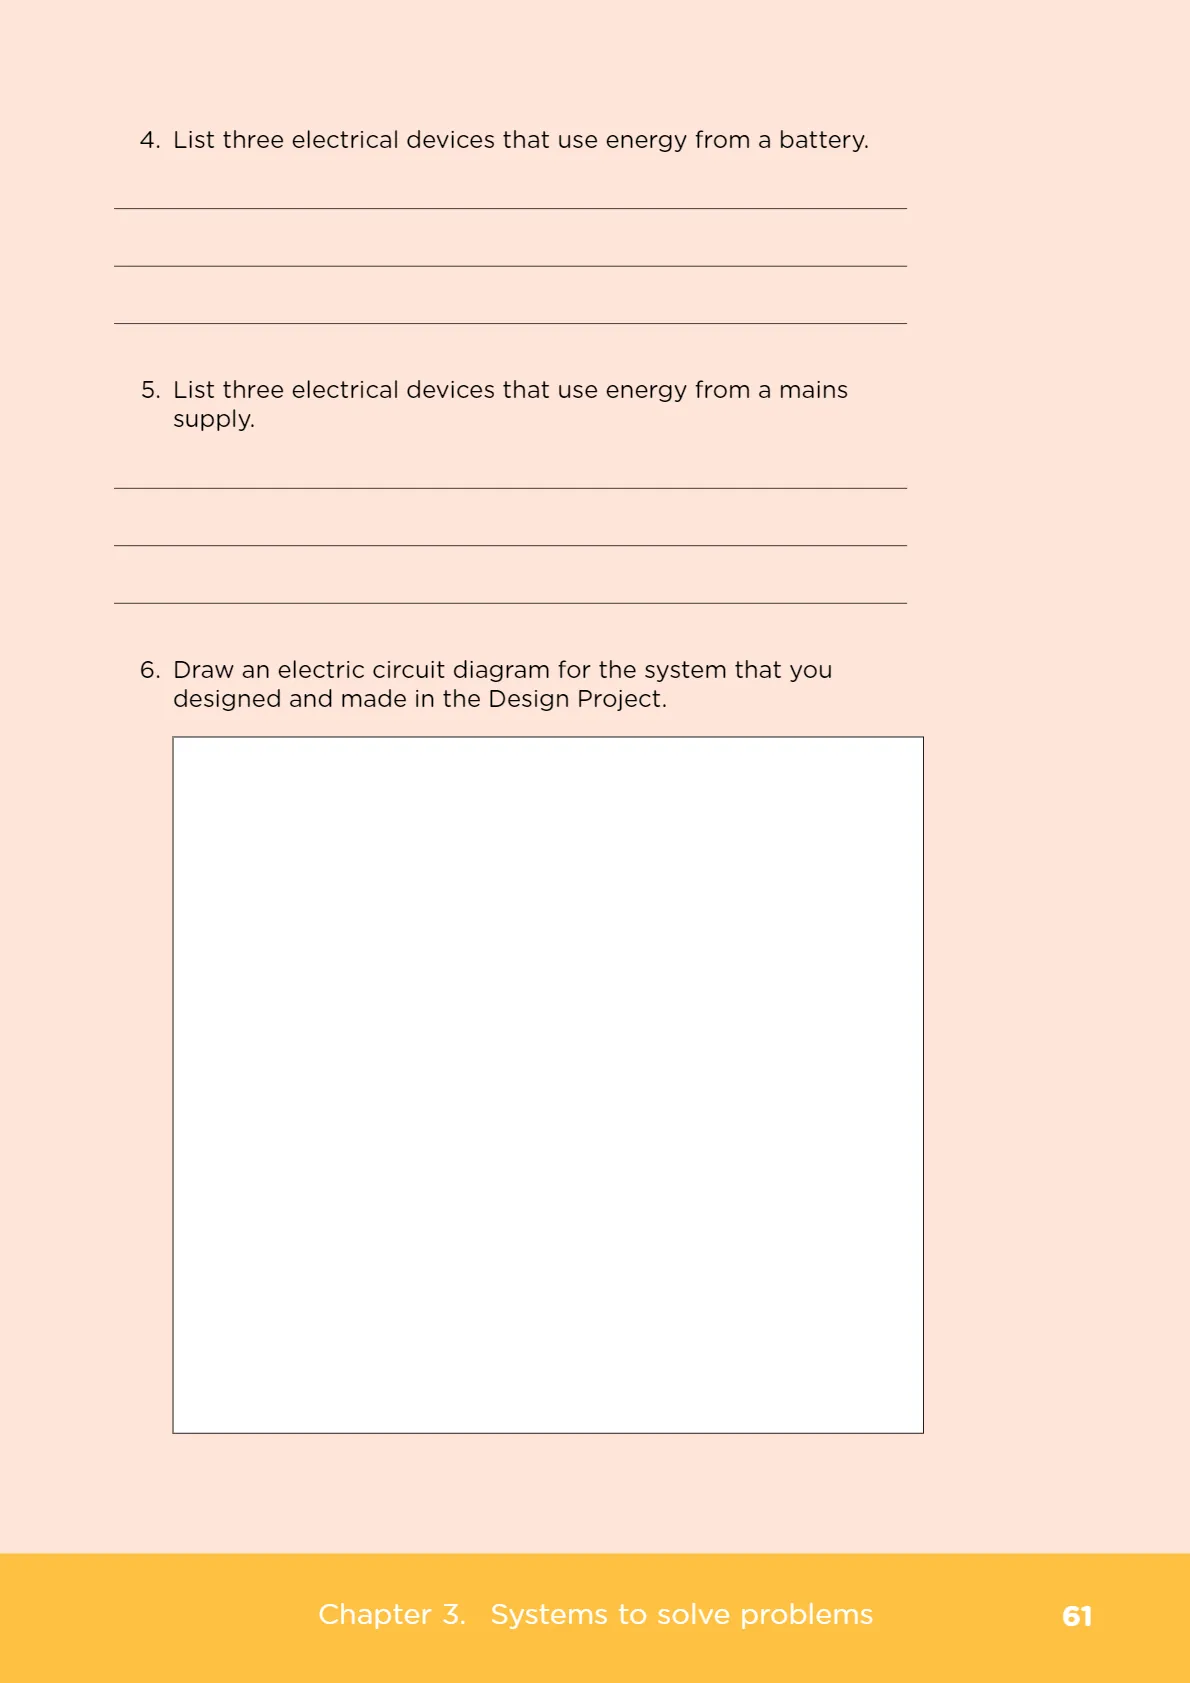 4. List three electrical devices that use energy from a battery.
5. List three electrical devices that use energy from a mains
supply.
6. Draw an electric circuit diagram for the system that you
designed and made in the Design Project.
Chapter 3. Systems to solve problems 61